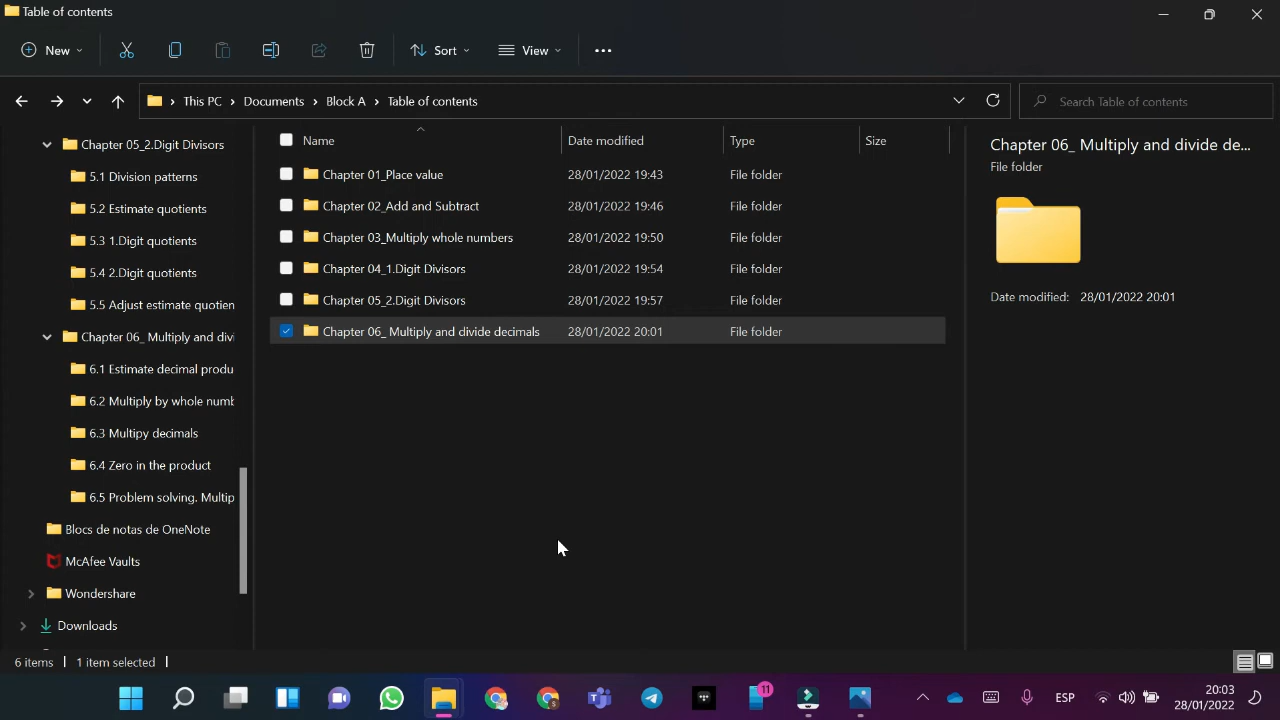 Table of contents
New
Sort
View
This PC > Documents > Block A > Table of contents
Search Table of contents
Chapter 05_2.Digit Divisors
5.1 Division patterns
5.2 Estimate quotients
5.3 1.Digit quotients
5.4 2.Digit quotients
5.5 Adjust estimate quotien
Chapter 06_ Multiply and divi
6.1 Estimate decimal produ
6.2 Multiply by whole numb
6.3 Multipy decimals
6.4 Zero in the product
6.5 Problem solving. Multip
Blocs de notas de OneNote
McAfee Vaults
Wondershare
Downloads
Name Date modified Type Size
Chapter 01_Place value 28/01/2022 19:43 File folder
Chapter 02_Add and Subtract 28/01/2022 19:46 File folder
Chapter 03_Multiply whole numbers 28/01/2022 19:50 File folder
Chapter 04_1.Digit Divisors 28/01/2022 19:54 File folder
Chapter 05_2.Digit Divisors 28/01/2022 19:57 File folder
Chapter 06_ Multiply and divide decimals 28/01/2022 20:01 File folder
Chapter 06_ Multiply and divide de...
File folder
Date modified: 28/01/2022 20:01
6 items 1 item selected
11
ESP
20:03
28/01/2022